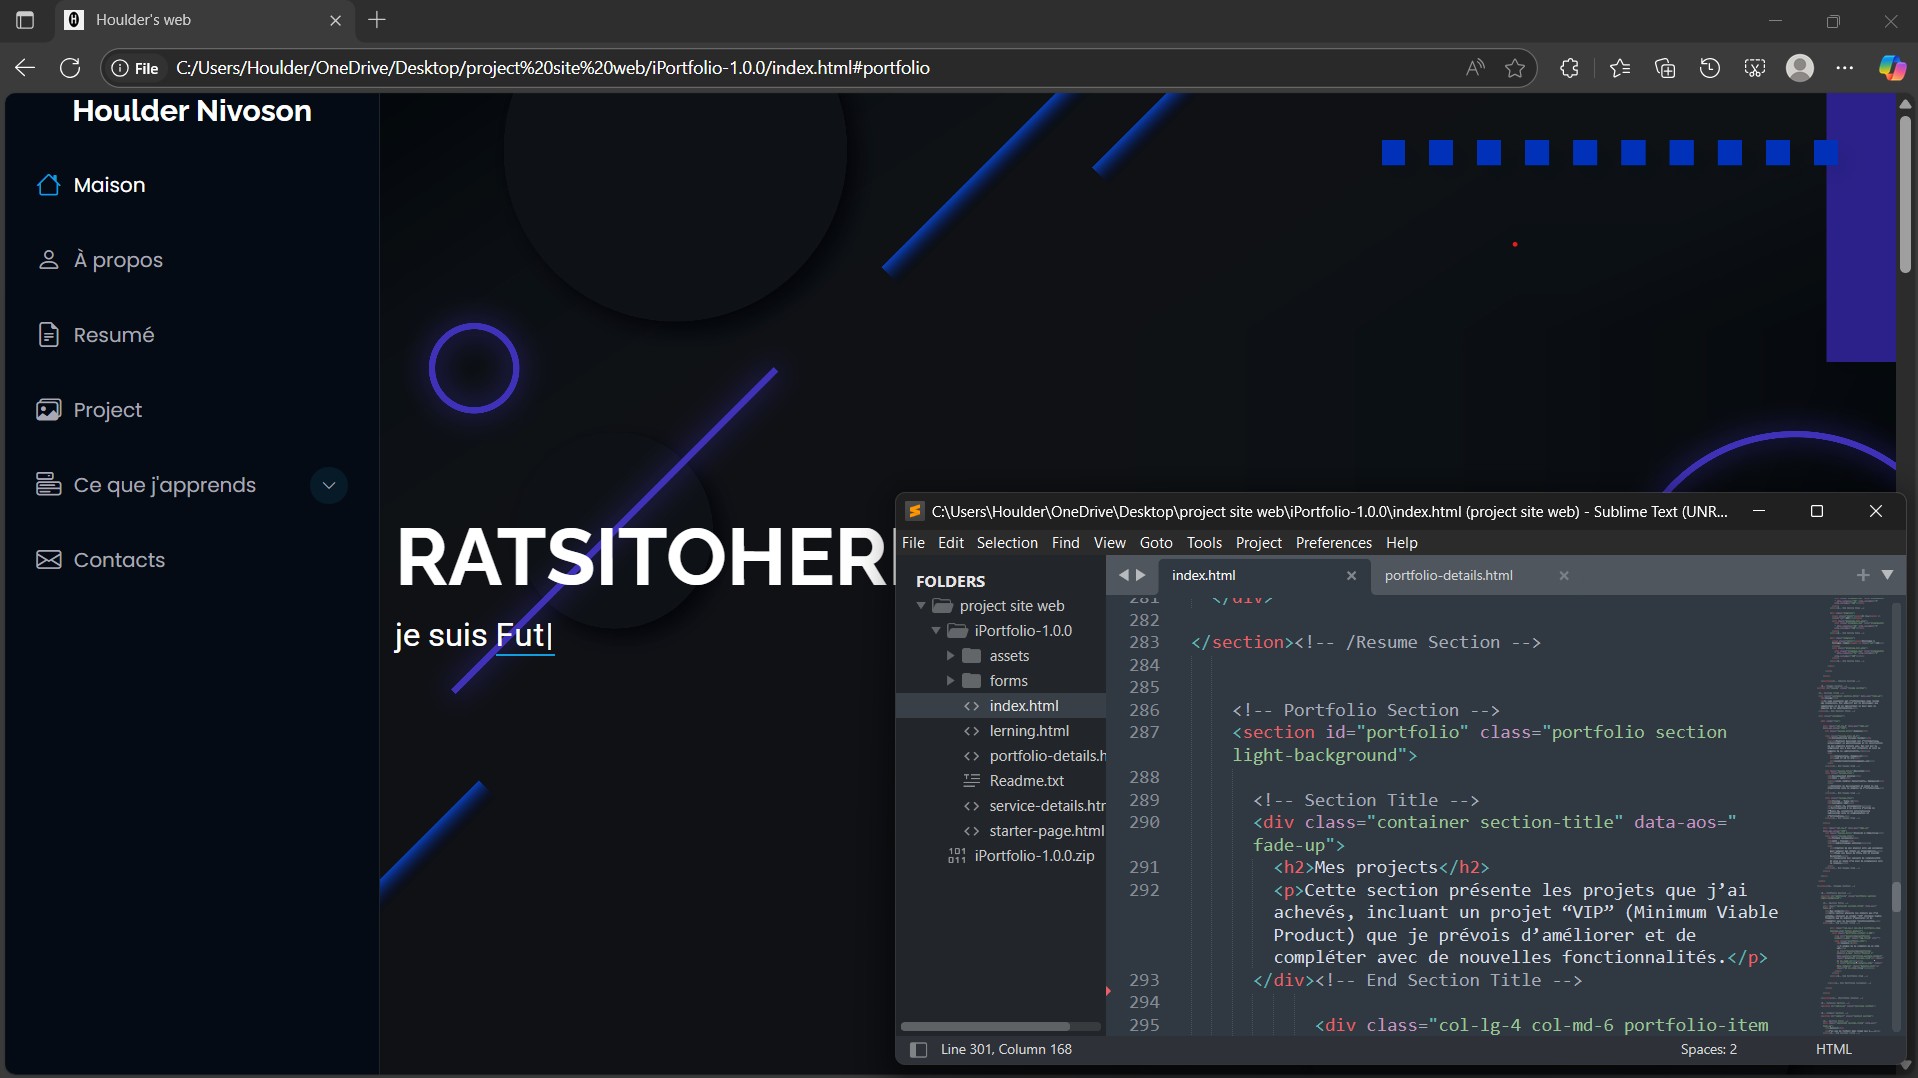 Houlder's web
File
C:/Users/Houlder/OneDrive/Desktop/project%20site%20web/iPortfolio-1.0.0/index.html#portfolio
Houlder Nivoson
Maison
À propos
Resumé
Project
Ce que j'apprends
Contacts
RATSITOHER
je suis Fut|
C:\Users\Houlder\OneDrive\Desktop\project site web\iPortfolio-1.0.0\index.html (project site web) - Sublime Text (UNR...
File Edit Selection Find View Goto Tools Project Preferences Help
FOLDERS
project site web
iPortfolio-1.0.0
assets
forms
index.html
lerning.html
portfolio-details.h
Readme.txt
service-details.htr
starter-page.html
iPortfolio-1.0.0.zip
index.html
portfolio-details.html
281 </div>
282
283 </section><!-- /Resume Section -->
284
285
286 <!-- Portfolio Section -->
287 <section id="portfolio" class="portfolio section
light-background">
288
289 <!-- Section Title -->
290 <div class="container section-title" data-aos="
fade-up">
291 <h2>Mes projects</h2>
292 <p>Cette section présente les projets que j’ai
achevés, incluant un projet “VIP” (Minimum Viable
Product) que je prévois d’améliorer et de
compléter avec de nouvelles fonctionnalités.</p>
293 </div><!-- End Section Title -->
294
295 <div class="col-lg-4 col-md-6 portfolio-item
Line 301, Column 168
Spaces: 2
HTML